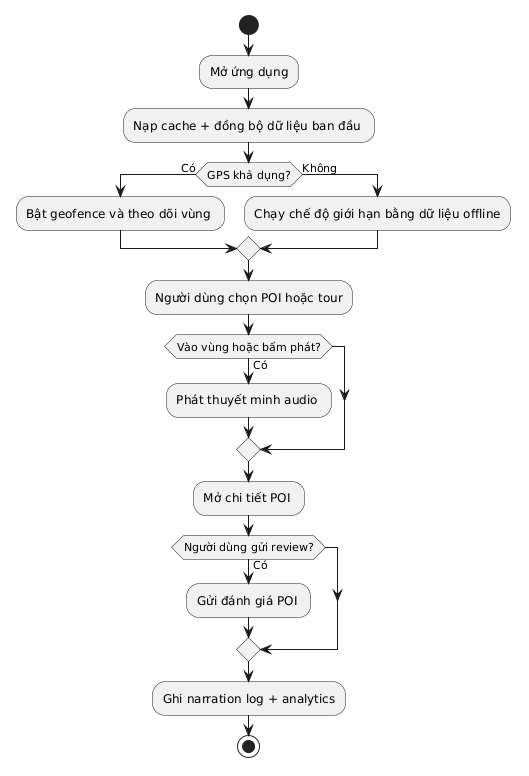 Mở ứng dụng
Nạp cache + đồng bộ dữ liệu ban đầu
Có
GPS khả dụng?
Không
Bật geofence và theo dõi vùng
Chạy chế độ giới hạn bằng dữ liệu offline
Người dùng chọn POI hoặc tour
Vào vùng hoặc bấm phát?
Có
Phát thuyết minh audio
Mở chi tiết POI
Người dùng gửi review?
Có
Gửi đánh giá POI
Ghi narration log + analytics